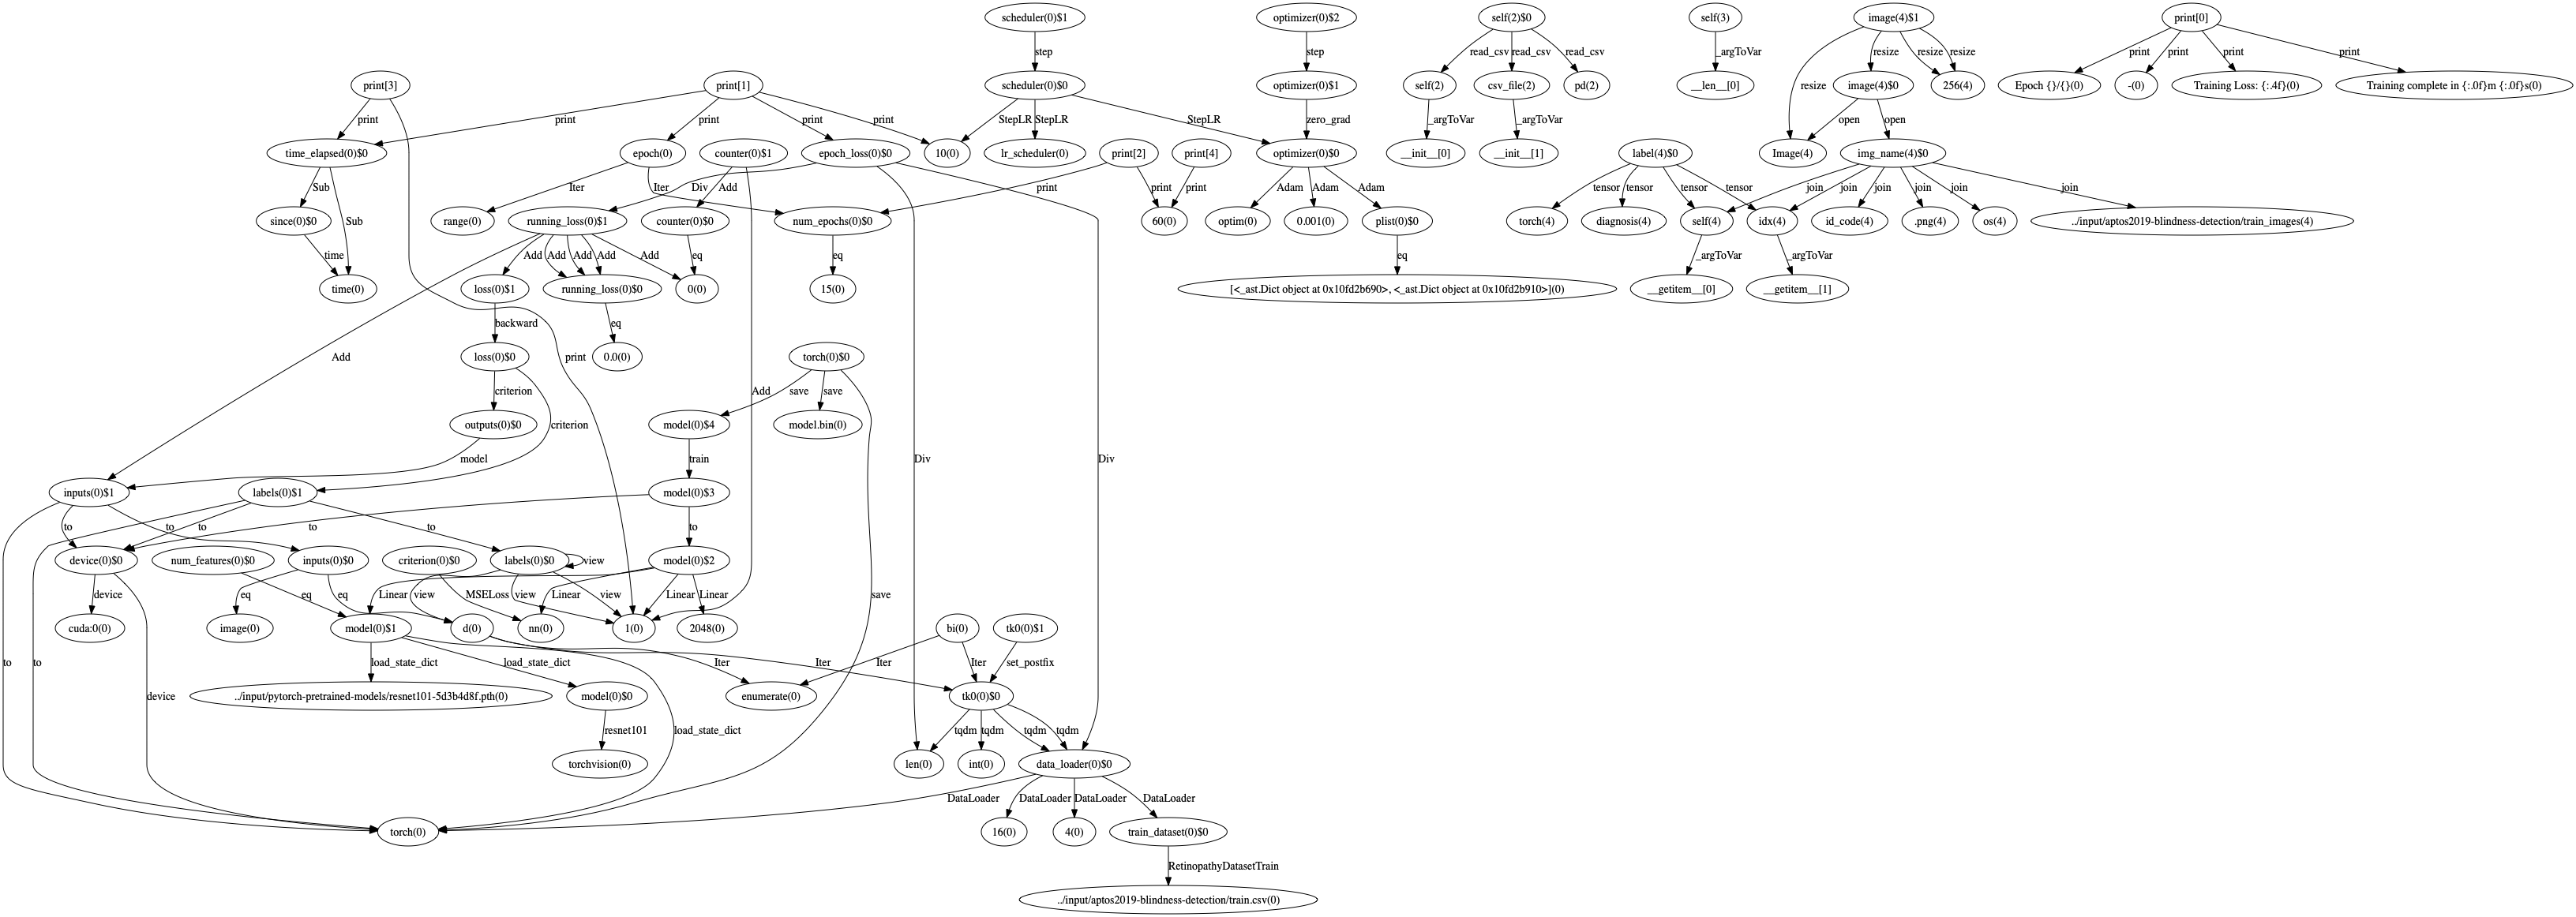 scheduler(0)$1
optimizer(0)$2
self(2)$0
self(3)
image(4)$1
print[0]
step
step
read_csv
read_csv
read_csv
_argToVar
resize
resize
resize
print
print
print
print
print[3]
print[1]
scheduler(0)$0
optimizer(0)$1
self(2)
csv_file(2)
pd(2)
__len__[0]
image(4)$0
256(4)
Epoch {}/{}(0)
-(0)
Training Loss: {:.4f}(0)
Training complete in {:.0f}m {:.0f}s(0)
resize
print
print
print
print
print
StepLR
StepLR
StepLR
zero_grad
_argToVar
_argToVar
open
open
time_elapsed(0)$0
epoch(0)
counter(0)$1
epoch_loss(0)$0
10(0)
lr_scheduler(0)
print[2]
print[4]
optimizer(0)$0
__init__[0]
__init__[1]
label(4)$0
Image(4)
img_name(4)$0
Sub
Iter
Iter
Div
Add
print
print
print
Adam
Adam
Adam
tensor
tensor
tensor
tensor
join
join
join
join
join
join
since(0)$0
Sub
range(0)
running_loss(0)$1
counter(0)$0
num_epochs(0)$0
60(0)
optim(0)
0.001(0)
plist(0)$0
torch(4)
diagnosis(4)
self(4)
idx(4)
id_code(4)
.png(4)
os(4)
../input/aptos2019-blindness-detection/train_images(4)
time
Add
Add
Add
Add
Add
eq
eq
eq
_argToVar
_argToVar
time(0)
loss(0)$1
running_loss(0)$0
0(0)
15(0)
[<_ast.Dict object at 0x10fd2b690>, <_ast.Dict object at 0x10fd2b910>](0)
__getitem__[0]
__getitem__[1]
backward
eq
Add
loss(0)$0
print
0.0(0)
torch(0)$0
criterion
Add
save
save
outputs(0)$0
criterion
model(0)$4
model.bin(0)
model
train
Div
Div
inputs(0)$1
labels(0)$1
model(0)$3
to
to
to
to
to
to
device(0)$0
num_features(0)$0
inputs(0)$0
criterion(0)$0
labels(0)$0
view
model(0)$2
device
eq
eq
eq
Linear
view
MSELoss
view
Linear
view
Linear
Linear
save
cuda:0(0)
image(0)
model(0)$1
d(0)
nn(0)
1(0)
2048(0)
bi(0)
tk0(0)$1
to
to
load_state_dict
load_state_dict
Iter
Iter
Iter
Iter
set_postfix
device
../input/pytorch-pretrained-models/resnet101-5d3b4d8f.pth(0)
model(0)$0
enumerate(0)
tk0(0)$0
resnet101
load_state_dict
tqdm
tqdm
tqdm
tqdm
torchvision(0)
len(0)
int(0)
data_loader(0)$0
DataLoader
DataLoader
DataLoader
DataLoader
torch(0)
16(0)
4(0)
train_dataset(0)$0
RetinopathyDatasetTrain
../input/aptos2019-blindness-detection/train.csv(0)